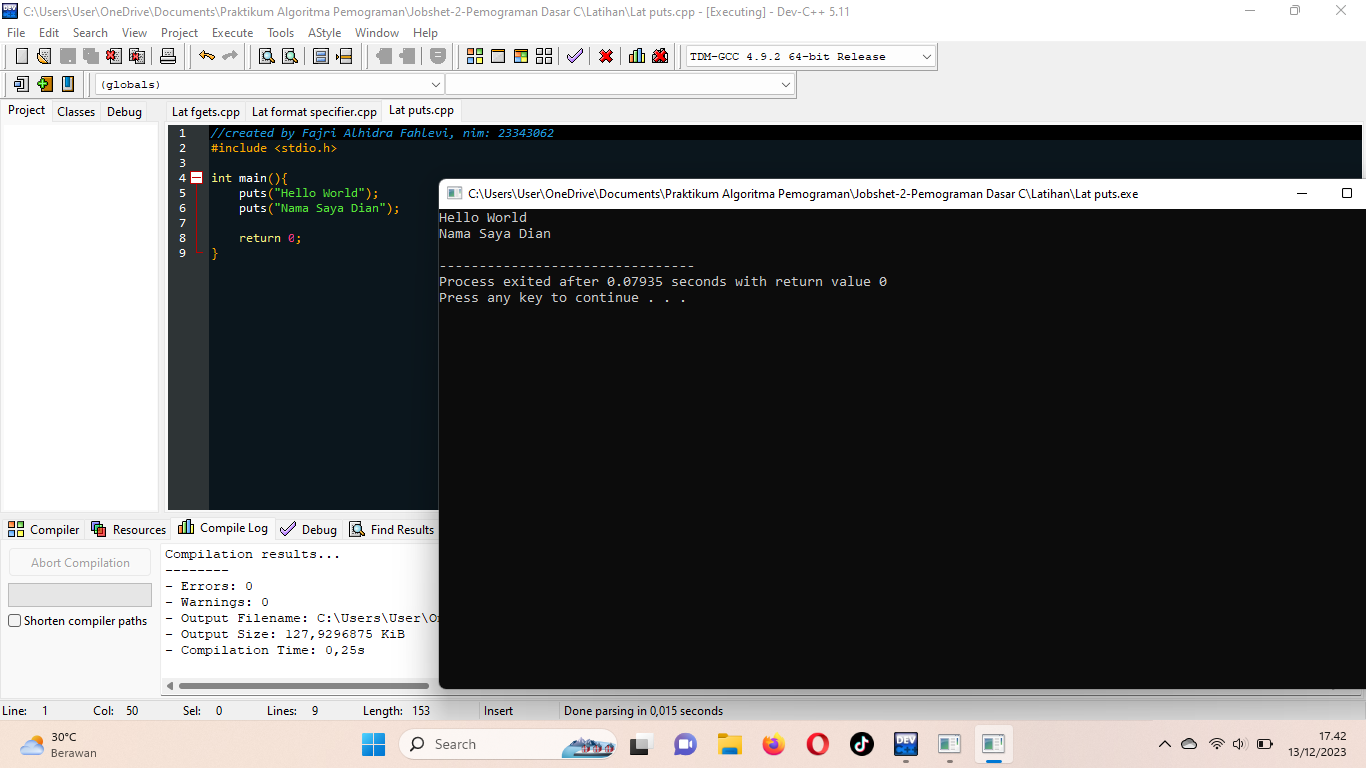 C:\Users\User\OneDrive\Documents\Praktikum Algoritma Pemograman\Jobshet-2-Pemograman Dasar C\Latihan\Lat puts.cpp - [Executing] - Dev-C++ 5.11
File Edit Search View Project Execute Tools AStyle Window Help
TDM-GCC 4.9.2 64-bit Release
(globals)
Project Classes Debug
Lat fgets.cpp Lat format specifier.cpp Lat puts.cpp
1 //created by Fajri Alhidra Fahlevi, nim: 23343062
2 #include <stdio.h>
3
4 int main(){
5 puts("Hello World");
6 puts("Nama Saya Dian");
7
8 return 0;
9 }
C:\Users\User\OneDrive\Documents\Praktikum Algoritma Pemograman\Jobshet-2-Pemograman Dasar C\Latihan\Lat puts.exe
Hello World
Nama Saya Dian
--------------------------------
Process exited after 0.07935 seconds with return value 0
Press any key to continue . . .
Compiler Resources Compile Log Debug Find Results
Abort Compilation
Shorten compiler paths
Compilation results...
--------
- Errors: 0
- Warnings: 0
- Output Filename: C:\Users\User\On
- Output Size: 127,9296875 KiB
- Compilation Time: 0,25s
Line: 1 Col: 50 Sel: 0 Lines: 9 Length: 153 Insert Done parsing in 0,015 seconds
30°C
Berawan
Search
DEV
17.42
13/12/2023